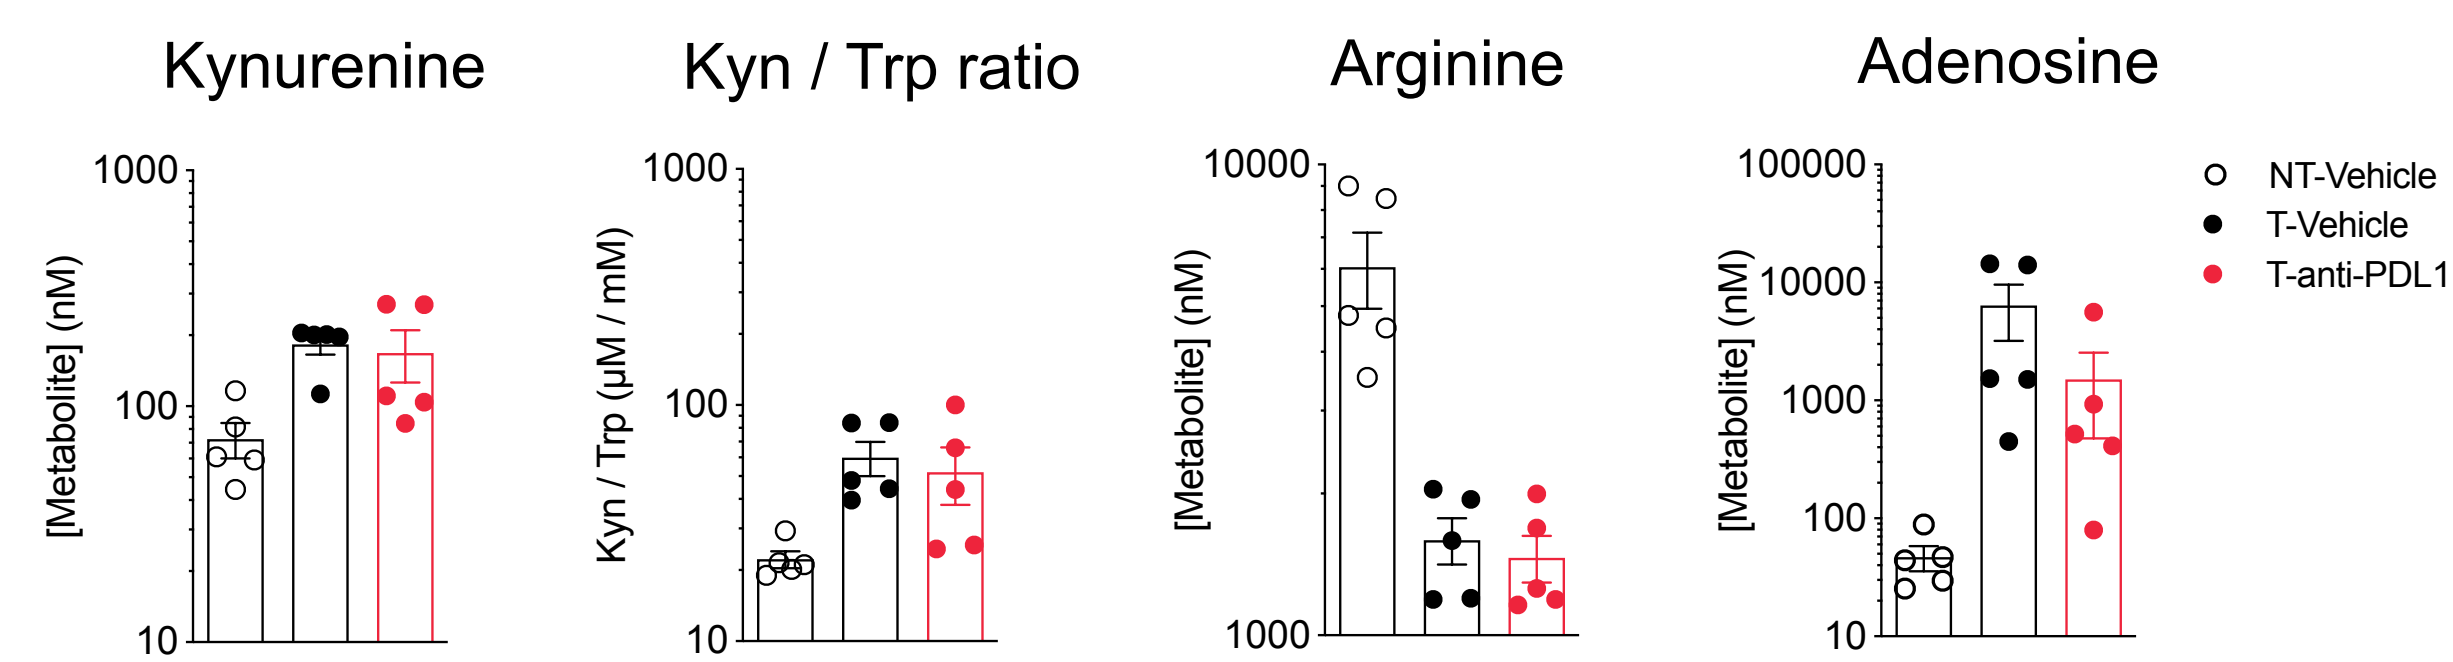 Kynurenine
[Metabolite] (nM)
1000
100
10
Kyn / Trp ratio
Kyn / Trp (μM / mM)
1000
100
10
Arginine
[Metabolite] (nM)
10000
1000
Adenosine
[Metabolite] (nM)
100000
10000
1000
100
10
NT-Vehicle
T-Vehicle
T-anti-PDL1